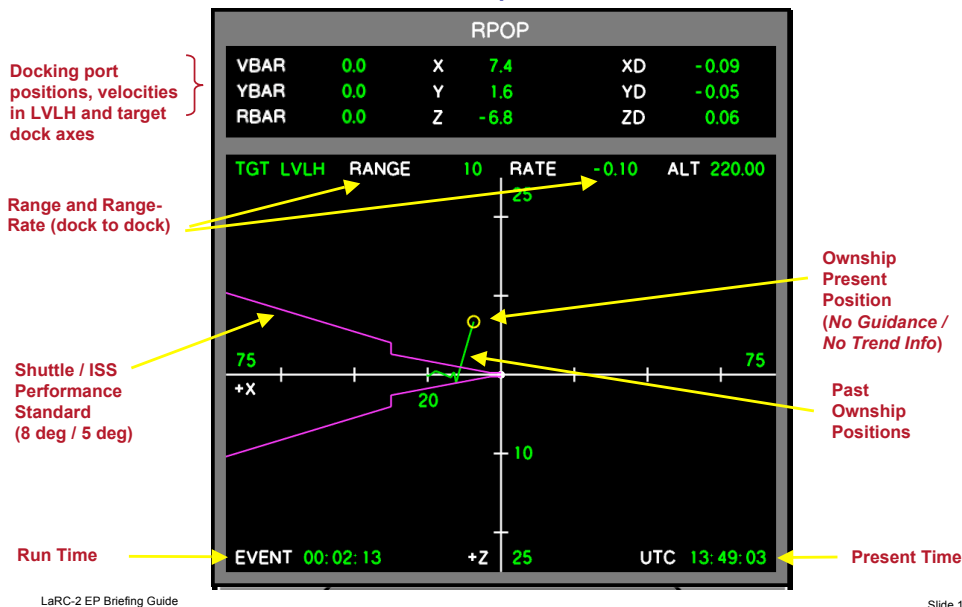 RPOP
VBAR 0.0 X 7.4 XD -0.09
YBAR 0.0 Y 1.6 YD -0.05
RBAR 0.0 Z -6.8 ZD 0.06
Docking port
positions, velocities
in LVLH and target
dock axes
TGT LVLH RANGE 10 RATE -0.10 ALT 220.00
25
Range and Range-
Rate (dock to dock)
Ownship
Present
Position
(No Guidance /
No Trend Info)
75
75
+X
20
Shuttle / ISS
Performance
Standard
(8 deg / 5 deg)
Past
Ownship
Positions
10
Run Time
EVENT 00:02:13 +Z 25 UTC 13:49:03
Present Time
LaRC-2 EP Briefing Guide
Slide 1